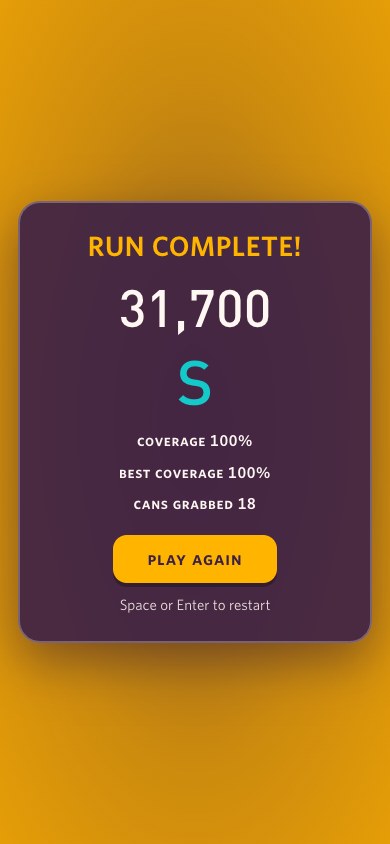 RUN COMPLETE!
31,700
S
COVERAGE 100%
BEST COVERAGE 100%
CANS GRABBED 18
PLAY AGAIN
Space or Enter to restart